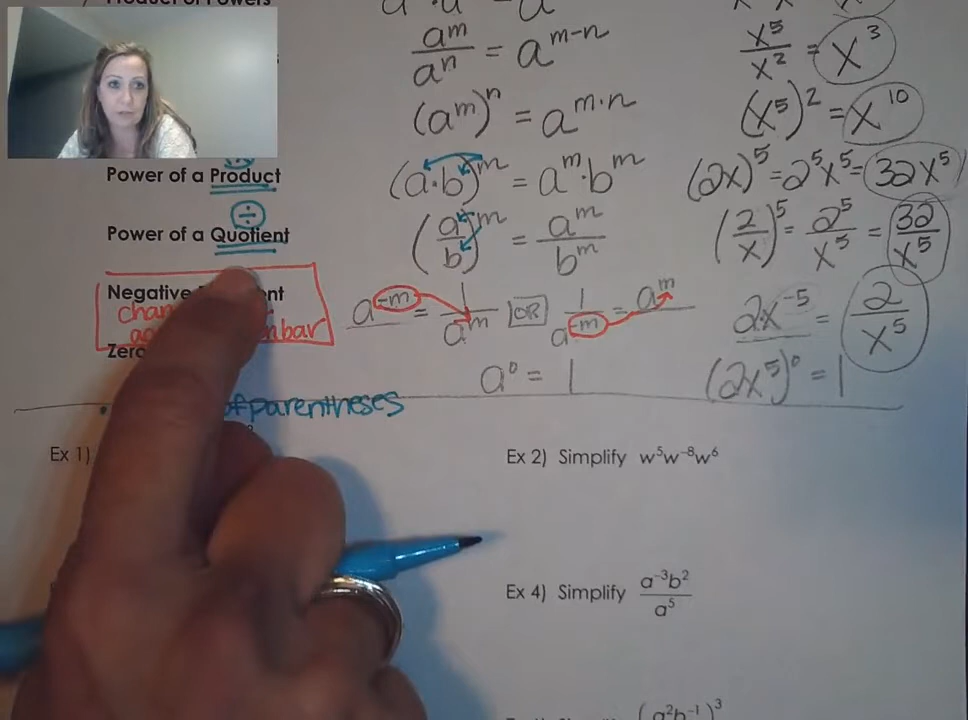 a^m/a^n = a^(m-n) x^5/x^2 = x^3
(a^m)^n = a^(m·n) (x^5)^2 = x^10
Power of a Product (a·b)^m = a^m·b^m (2x)^5 = 2^5x^5 = 32x^5
÷
Power of a Quotient (a/b)^m = a^m/b^m (2/x)^5 = 2^5/x^5 = 32/x^5
Negative a^-m = 1/a^m OR 1/a^-m = a^m 2x^-5 = 2/x^5
bar
a^0 = 1 (2x^5)^0 = 1
of parentheses
Ex 1) Ex 2) Simplify w^5w^-8w^6
Ex 4) Simplify a^-3b^2/a^5
(a^2b^-1)^3